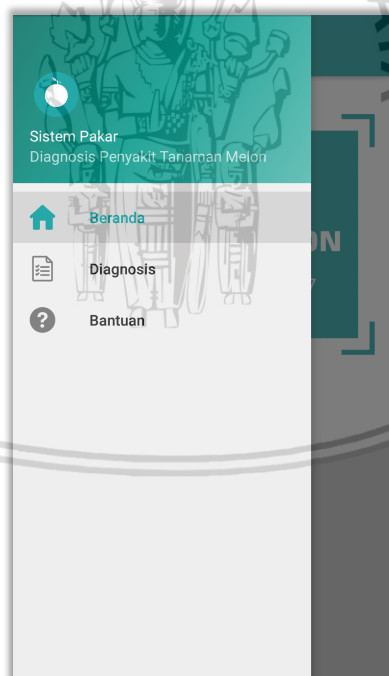 Sistem Pakar
Diagnosis Penyakit Tanaman Melon
Beranda
Diagnosis
Bantuan
?